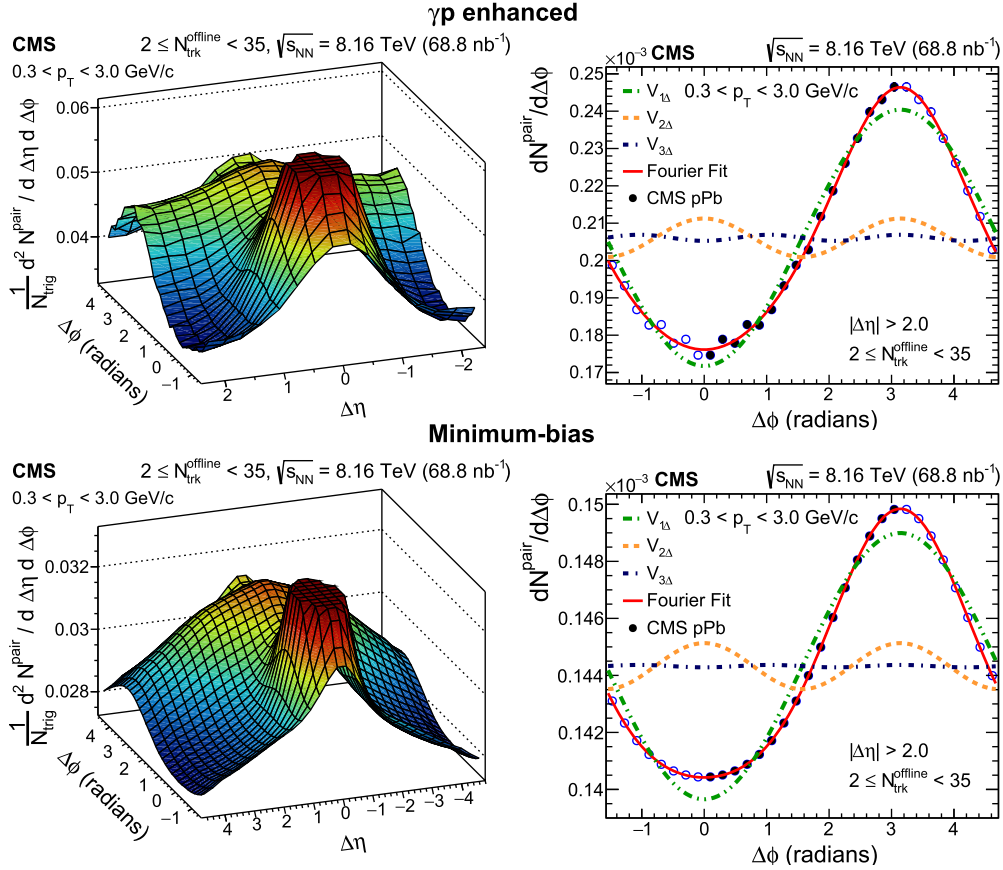 γp enhanced
CMS 2 ≤ N_trk^offline < 35, √s_NN = 8.16 TeV (68.8 nb⁻¹)
0.3 < p_T < 3.0 GeV/c
0.06
0.05
0.04
1/N_trig d² N^pair / d Δη d Δφ
4
3
2
1
0
−1
Δφ (radians)
2
1
0
−1
−2
Δη
×10⁻³ CMS √s_NN = 8.16 TeV (68.8 nb⁻¹)
0.25
0.24
0.23
0.22
0.21
0.2
0.19
0.18
0.17
dN^pair/dΔφ
V_1Δ 0.3 < p_T < 3.0 GeV/c
V_2Δ
V_3Δ
Fourier Fit
CMS pPb
|Δη| > 2.0
2 ≤ N_trk^offline < 35
−1 0 1 2 3 4
Δφ (radians)
Minimum-bias
CMS 2 ≤ N_trk^offline < 35, √s_NN = 8.16 TeV (68.8 nb⁻¹)
0.3 < p_T < 3.0 GeV/c
0.032
0.03
0.028
1/N_trig d² N^pair / d Δη d Δφ
4
3
2
1
0
−1
Δφ (radians)
4 3 2 1 0 -1 -2 -3 -4
Δη
×10⁻³ CMS √s_NN = 8.16 TeV (68.8 nb⁻¹)
0.15
0.148
0.146
0.144
0.142
0.14
dN^pair/dΔφ
V_1Δ 0.3 < p_T < 3.0 GeV/c
V_2Δ
V_3Δ
Fourier Fit
CMS pPb
|Δη| > 2.0
2 ≤ N_trk^offline < 35
−1 0 1 2 3 4
Δφ (radians)